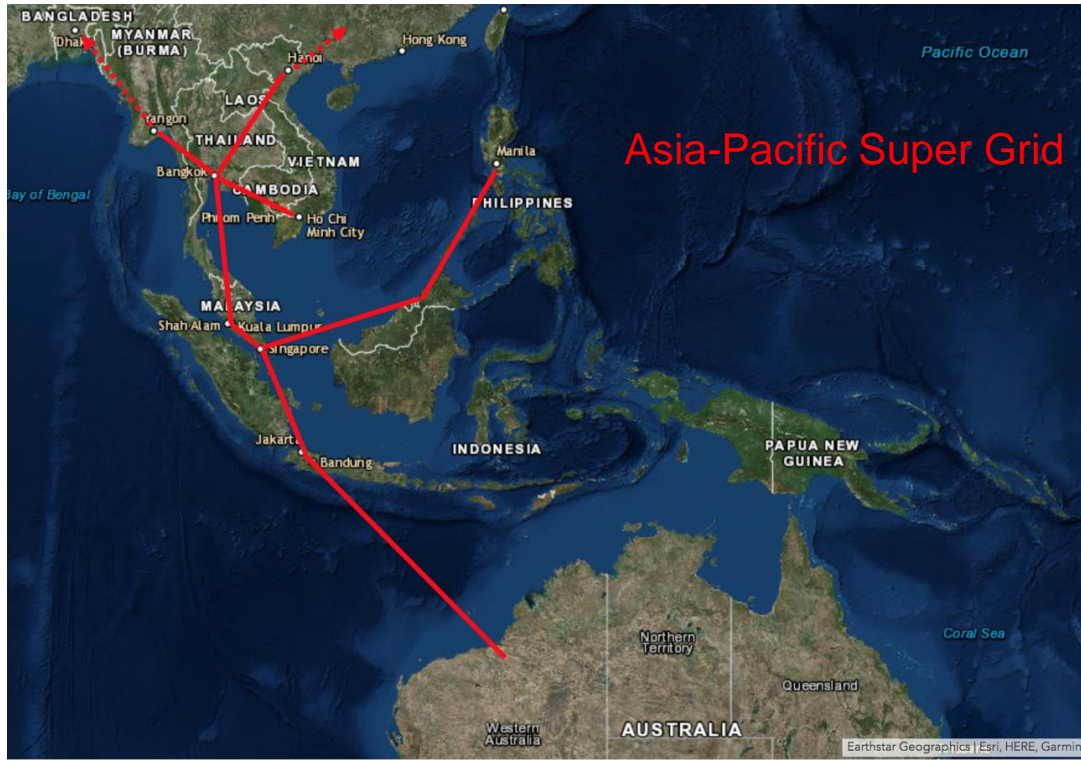 BANGLADESH
MYANMAR
(BURMA)
Hong Kong
Pacific Ocean
Hanoi
LAOS
Yangon
THAILAND
Asia-Pacific Super Grid
Manila
VIETNAM
Bangkok
CAMBODIA
Bay of Bengal
PHILIPPINES
Phnom Penh
Ho Chi
Minh City
MALAYSIA
Shah Alam
Kuala Lumpur
Singapore
Jakarta
Bandung
INDONESIA
PAPUA NEW
GUINEA
Northern
Territory
Coral Sea
Queensland
Western
Australia
AUSTRALIA
Earthstar Geographics | Esri, HERE, Garmin